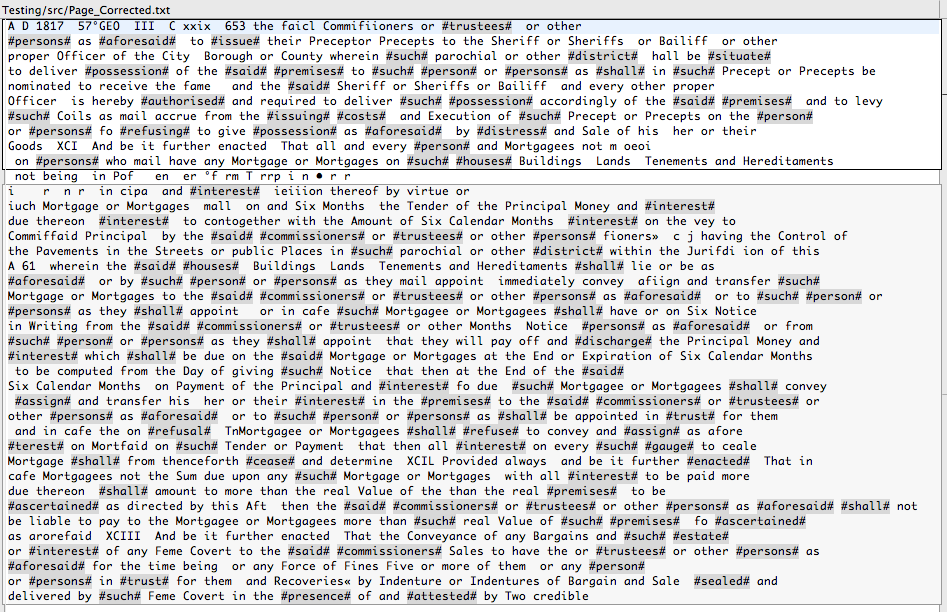 Testing/src/Page_Corrected.txt
A D 1817 57°GEO III C xxix 653 the faicl Commifiioners or #trustees# or other
#persons# as #aforesaid# to #issue# their Preceptor Precepts to the Sheriff or Sheriffs or Bailiff or other
proper Officer of the City Borough or County wherein #such# parochial or other #district# hall be #situate#
to deliver #possession# of the #said# #premises# to #such# #person# or #persons# as #shall# in #such# Precept or Precepts be
nominated to receive the fame and the #said# Sheriff or Sheriffs or Bailiff and every other proper
Officer is hereby #authorised# and required to deliver #such# #possession# accordingly of the #said# #premises# and to levy
#such# Coils as mail accrue from the #issuing# #costs# and Execution of #such# Precept or Precepts on the #person#
or #persons# fo #refusing# to give #possession# as #aforesaid# by #distress# and Sale of his her or their
Goods XCI And be it further enacted That all and every #person# and Mortgagees not m oeoi
on #persons# who mail have any Mortgage or Mortgages on #such# #houses# Buildings Lands Tenements and Hereditaments
not being in Pof en er °f rm T rrp i n • r r
i r n r in cipa and #interest# ieiiion thereof by virtue or
iuch Mortgage or Mortgages mall on and Six Months the Tender of the Principal Money and #interest#
due thereon #interest# to contogether with the Amount of Six Calendar Months #interest# on the vey to
Commiffaid Principal by the #said# #commissioners# or #trustees# or other #persons# fioners» c j having the Control of
the Pavements in the Streets or public Places in #such# parochial or other #district# within the Jurifdi ion of this
A 61 wherein the #said# #houses# Buildings Lands Tenements and Hereditaments #shall# lie or be as
#aforesaid# or by #such# #person# or #persons# as they mail appoint immediately convey afiign and transfer #such#
Mortgage or Mortgages to the #said# #commissioners# or #trustees# or other #persons# as #aforesaid# or to #such# #person# or
#persons# as they #shall# appoint or in cafe #such# Mortgagee or Mortgagees #shall# have or on Six Notice
in Writing from the #said# #commissioners# or #trustees# or other Months Notice #persons# as #aforesaid# or from
#such# #person# or #persons# as they #shall# appoint that they will pay off and #discharge# the Principal Money and
#interest# which #shall# be due on the #said# Mortgage or Mortgages at the End or Expiration of Six Calendar Months
to be computed from the Day of giving #such# Notice that then at the End of the #said#
Six Calendar Months on Payment of the Principal and #interest# fo due #such# Mortgagee or Mortgagees #shall# convey
#assign# and transfer his her or their #interest# in the #premises# to the #said# #commissioners# or #trustees# or
other #persons# as #aforesaid# or to #such# #person# or #persons# as #shall# be appointed in #trust# for them
and in cafe the on #refusal# TnMortgagee or Mortgagees #shall# #refuse# to convey and #assign# as afore
#terest# on Mortfaid on #such# Tender or Payment that then all #interest# on every #such# #gauge# to ceale
Mortgage #shall# from thenceforth #cease# and determine XCIL Provided always and be it further #enacted# That in
cafe Mortgagees not the Sum due upon any #such# Mortgage or Mortgages with all #interest# to be paid more
due thereon #shall# amount to more than the real Value of the than the real #premises# to be
#ascertained# as directed by this Aft then the #said# #commissioners# or #trustees# or other #persons# as #aforesaid# #shall# not
be liable to pay to the Mortgagee or Mortgagees more than #such# real Value of #such# #premises# fo #ascertained#
as arorefaid XCIII And be it further enacted That the Conveyance of any Bargains and #such# #estate#
or #interest# of any Feme Covert to the #said# #commissioners# Sales to have the or #trustees# or other #persons# as
#aforesaid# for the time being or any Force of Fines Five or more of them or any #person#
or #persons# in #trust# for them and Recoveries« by Indenture or Indentures of Bargain and Sale #sealed# and
delivered by #such# Feme Covert in the #presence# of and #attested# by Two credible